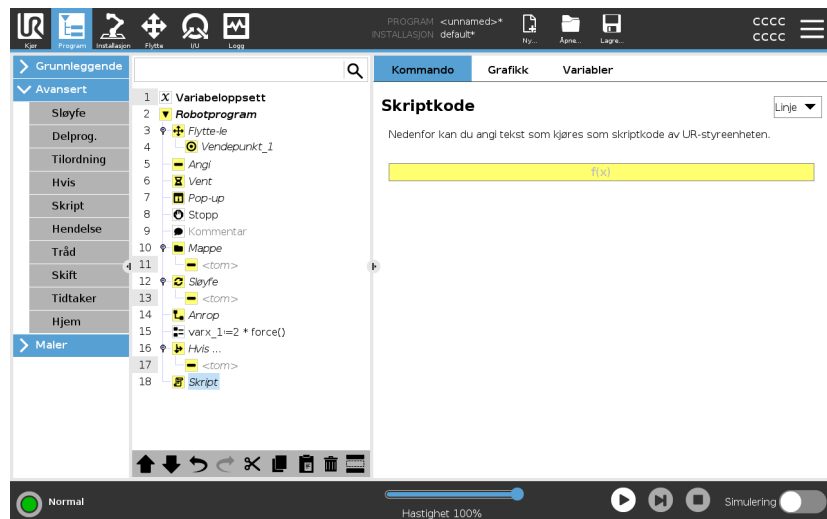 UR
PROGRAM <unnamed>*
INSTALLASJON default*
CCCC
CCCC
Kjør
Program
Installasjon
Flytte
I/U
Logg
Ny...
Åpne...
Lagre...
Grunnleggende
Avansert
Sløyfe
Delprog.
Tilordning
Hvis
Skript
Hendelse
Tråd
Skift
Tidtaker
Hjem
Maler
1 X Variabeloppsett
2 Robotprogram
3 Flytte-le
4 Vendepunkt_1
5 Angi
6 Vent
7 Pop-up
8 Stopp
9 Kommentar
10 Mappe
11 <tom>
12 Sløyfe
13 <tom>
14 Anrop
15 varx_1:=2 * force()
16 Hvis ...
17 <tom>
18 Skript
Kommando
Grafikk
Variabler
Skriptkode
Linje
Nedenfor kan du angi tekst som kjøres som skriptkode av UR-styreenheten.
f(x)
Normal
Hastighet 100%
Simulering